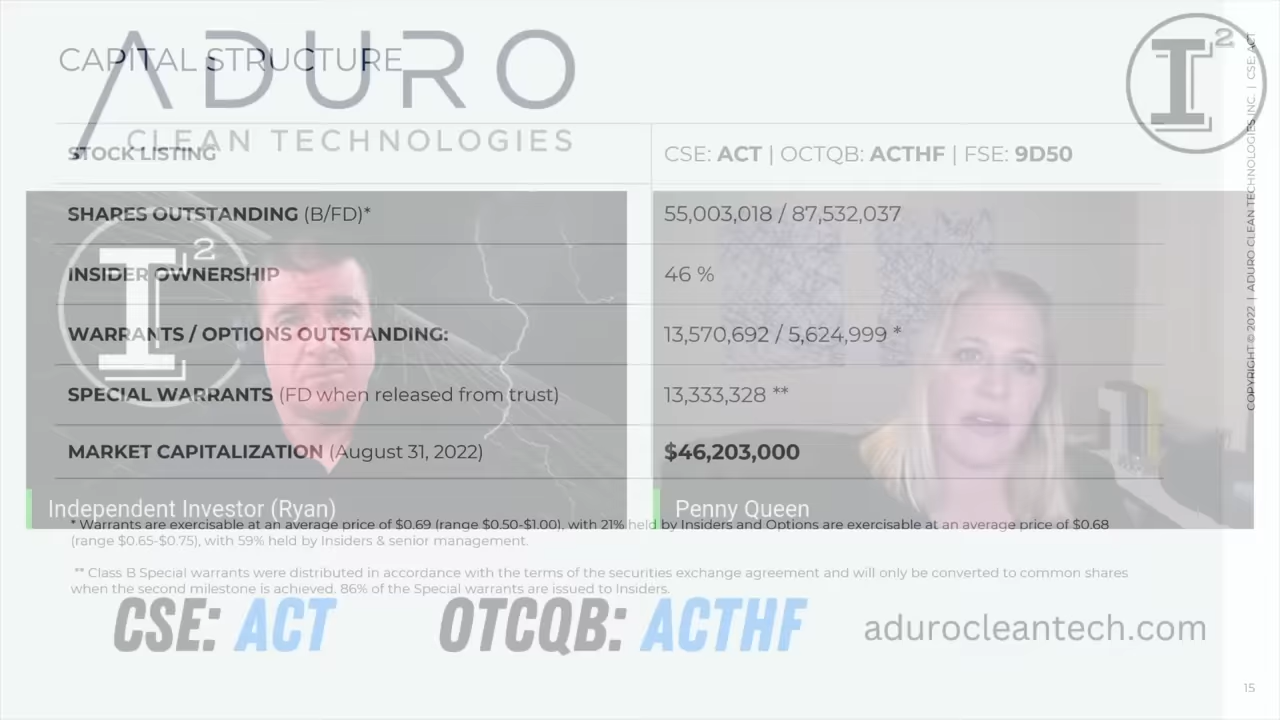 CAPITAL STRUCTURE
ADURO
CLEAN TECHNOLOGIES
I2
STOCK LISTING
CSE: ACT | OCTQB: ACTHF | FSE: 9D50
SHARES OUTSTANDING (B/FD)*
55,003,018 / 87,532,037
I2
INSIDER OWNERSHIP
46 %
WARRANTS / OPTIONS OUTSTANDING:
13,570,692 / 5,624,999 *
SPECIAL WARRANTS (FD when released from trust)
13,333,328 **
MARKET CAPITALIZATION (August 31, 2022)
$46,203,000
Independent Investor (Ryan)
Penny Queen
* Warrants are exercisable at an average price of $0.69 (range $0.50-$1.00), with 21% held by Insiders and Options are exercisable at an average price of $0.68
(range $0.65-$0.75), with 59% held by Insiders & senior management.
** Class B Special warrants were distributed in accordance with the terms of the securities exchange agreement and will only be converted to common shares
when the second milestone is achieved. 86% of the Special warrants are issued to Insiders.
CSE: ACT
OTCQB: ACTHF
adurocleantech.com
COPYRIGHT © 2022 | ADURO CLEAN TECHNOLOGIES INC. | CSE: ACT
15